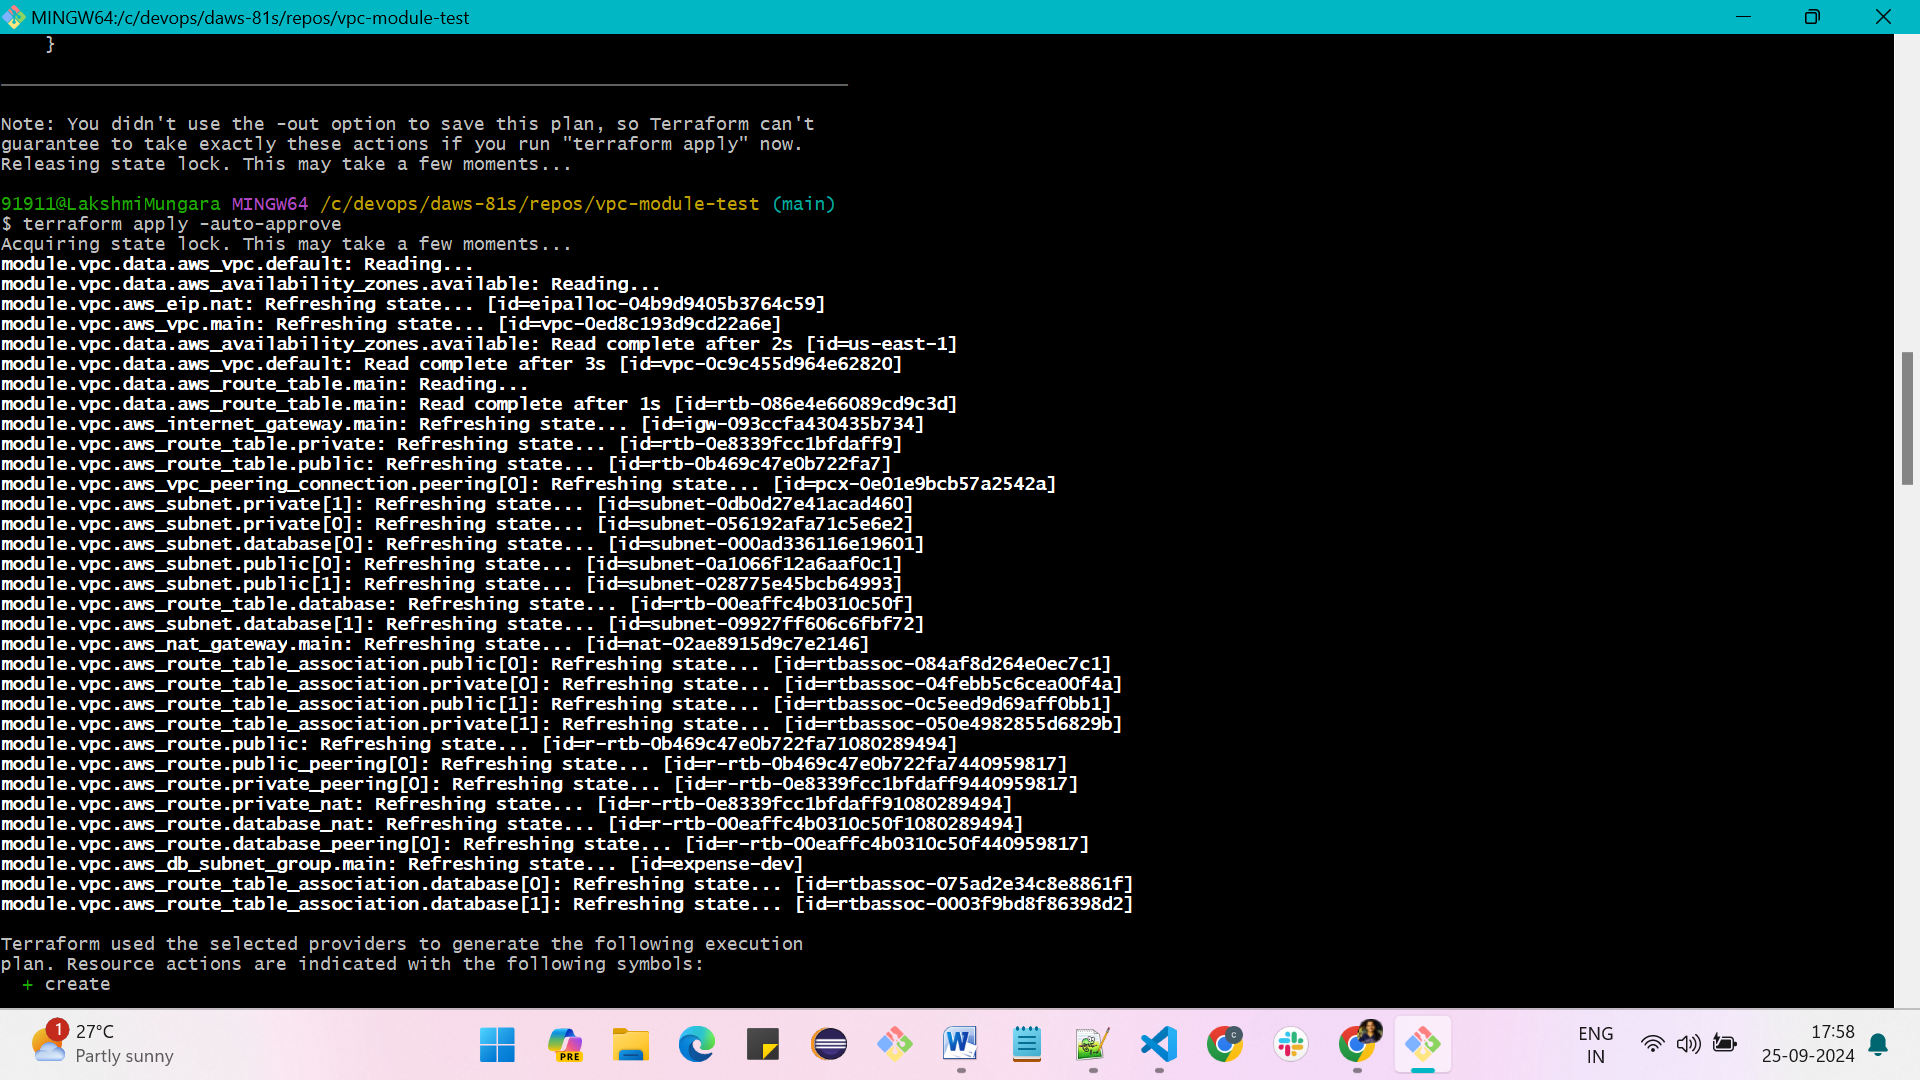 MINGW64:/c/devops/daws-81s/repos/vpc-module-test
}
Note: You didn't use the -out option to save this plan, so Terraform can't
guarantee to take exactly these actions if you run "terraform apply" now.
Releasing state lock. This may take a few moments...
91911@LakshmiMungara MINGW64 /c/devops/daws-81s/repos/vpc-module-test (main)
$ terraform apply -auto-approve
Acquiring state lock. This may take a few moments...
module.vpc.data.aws_vpc.default: Reading...
module.vpc.data.aws_availability_zones.available: Reading...
module.vpc.aws_eip.nat: Refreshing state... [id=eipalloc-04b9d9405b3764c59]
module.vpc.aws_vpc.main: Refreshing state... [id=vpc-0ed8c193d9cd22a6e]
module.vpc.data.aws_availability_zones.available: Read complete after 2s [id=us-east-1]
module.vpc.data.aws_vpc.default: Read complete after 3s [id=vpc-0c9c455d964e62820]
module.vpc.data.aws_route_table.main: Reading...
module.vpc.data.aws_route_table.main: Read complete after 1s [id=rtb-086e4e66089cd9c3d]
module.vpc.aws_internet_gateway.main: Refreshing state... [id=igw-093ccfa430435b734]
module.vpc.aws_route_table.private: Refreshing state... [id=rtb-0e8339fcc1bfdaff9]
module.vpc.aws_route_table.public: Refreshing state... [id=rtb-0b469c47e0b722fa7]
module.vpc.aws_vpc_peering_connection.peering[0]: Refreshing state... [id=pcx-0e01e9bcb57a2542a]
module.vpc.aws_subnet.private[1]: Refreshing state... [id=subnet-0db0d27e41acad460]
module.vpc.aws_subnet.private[0]: Refreshing state... [id=subnet-056192afa71c5e6e2]
module.vpc.aws_subnet.database[0]: Refreshing state... [id=subnet-000ad336116e19601]
module.vpc.aws_subnet.public[0]: Refreshing state... [id=subnet-0a1066f12a6aaf0c1]
module.vpc.aws_subnet.public[1]: Refreshing state... [id=subnet-028775e45bcb64993]
module.vpc.aws_route_table.database: Refreshing state... [id=rtb-00eaffc4b0310c50f]
module.vpc.aws_subnet.database[1]: Refreshing state... [id=subnet-09927ff606c6fbf72]
module.vpc.aws_nat_gateway.main: Refreshing state... [id=nat-02ae8915d9c7e2146]
module.vpc.aws_route_table_association.public[0]: Refreshing state... [id=rtbassoc-084af8d264e0ec7c1]
module.vpc.aws_route_table_association.private[0]: Refreshing state... [id=rtbassoc-04febb5c6cea00f4a]
module.vpc.aws_route_table_association.public[1]: Refreshing state... [id=rtbassoc-0c5eed9d69aff0bb1]
module.vpc.aws_route_table_association.private[1]: Refreshing state... [id=rtbassoc-050e4982855d6829b]
module.vpc.aws_route.public: Refreshing state... [id=r-rtb-0b469c47e0b722fa71080289494]
module.vpc.aws_route.public_peering[0]: Refreshing state... [id=r-rtb-0b469c47e0b722fa7440959817]
module.vpc.aws_route.private_peering[0]: Refreshing state... [id=r-rtb-0e8339fcc1bfdaff9440959817]
module.vpc.aws_route.private_nat: Refreshing state... [id=r-rtb-0e8339fcc1bfdaff91080289494]
module.vpc.aws_route.database_nat: Refreshing state... [id=r-rtb-00eaffc4b0310c50f1080289494]
module.vpc.aws_route.database_peering[0]: Refreshing state... [id=r-rtb-00eaffc4b0310c50f440959817]
module.vpc.aws_db_subnet_group.main: Refreshing state... [id=expense-dev]
module.vpc.aws_route_table_association.database[0]: Refreshing state... [id=rtbassoc-075ad2e34c8e8861f]
module.vpc.aws_route_table_association.database[1]: Refreshing state... [id=rtbassoc-0003f9bd8f86398d2]
Terraform used the selected providers to generate the following execution
plan. Resource actions are indicated with the following symbols:
+ create
1
27°C
Partly sunny
PRE
W
C
ENG
IN
17:58
25-09-2024